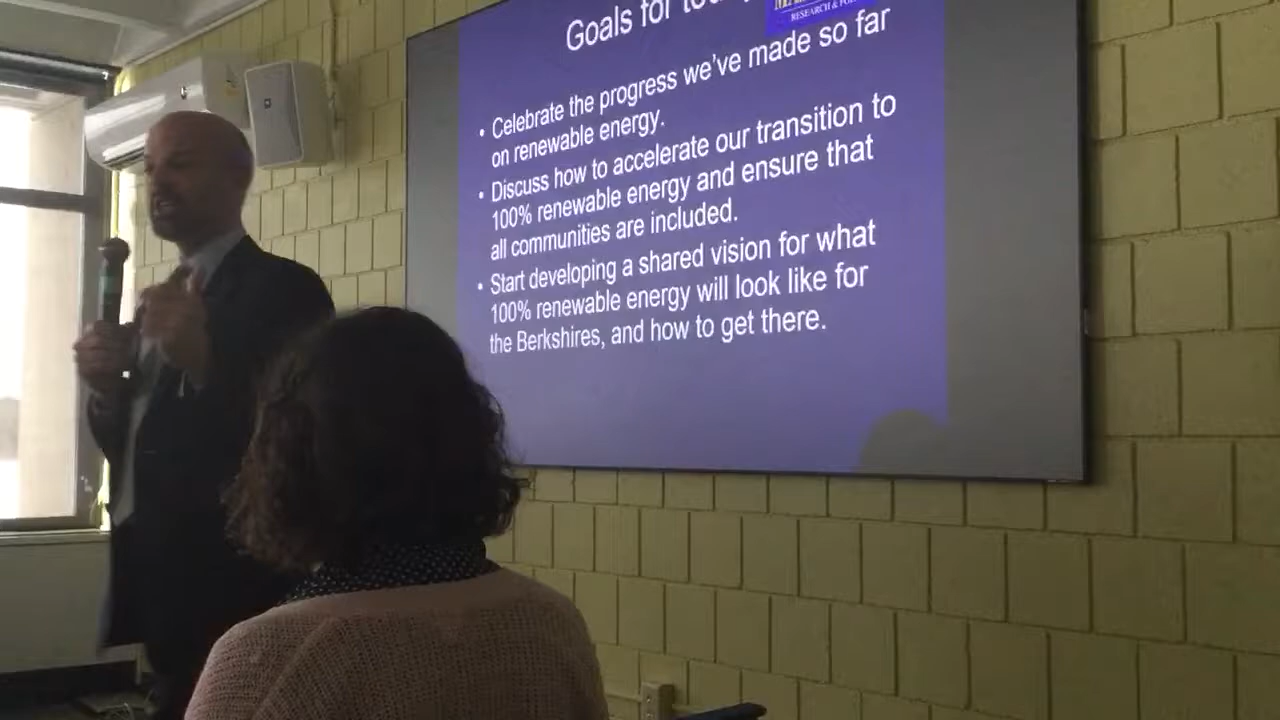 Goals for
RESEARCH &
• Celebrate the progress we've made so far
on renewable energy.
• Discuss how to accelerate our transition to
100% renewable energy and ensure that
all communities are included.
• Start developing a shared vision for what
100% renewable energy will look like for
the Berkshires, and how to get there.